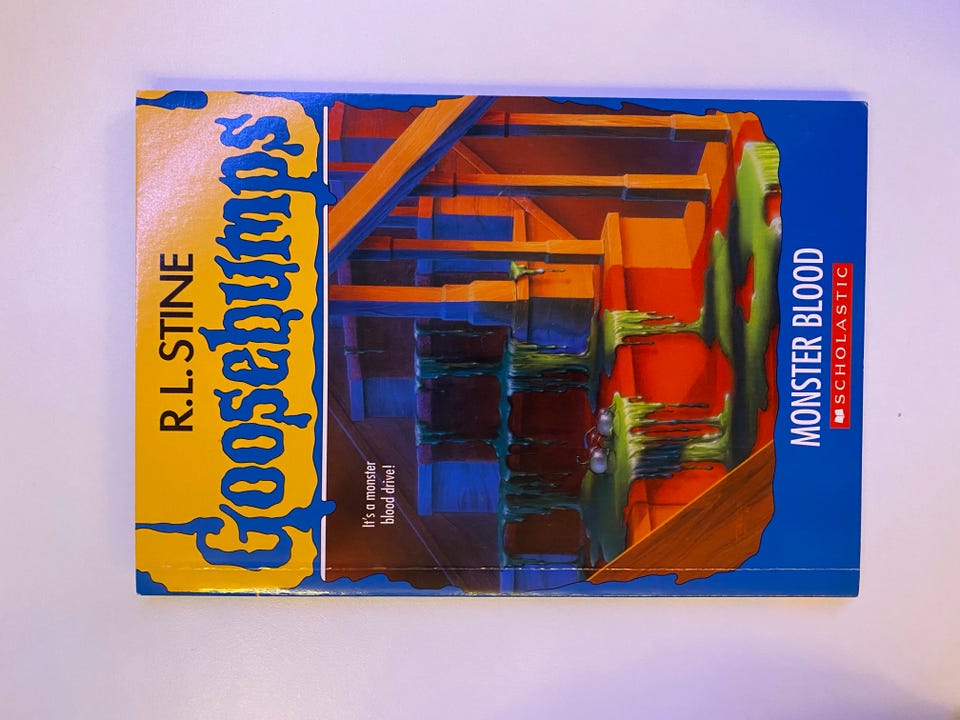 R.L. STINE
Goosebumps
It's a monster
blood drive!
MONSTER BLOOD
SCHOLASTIC